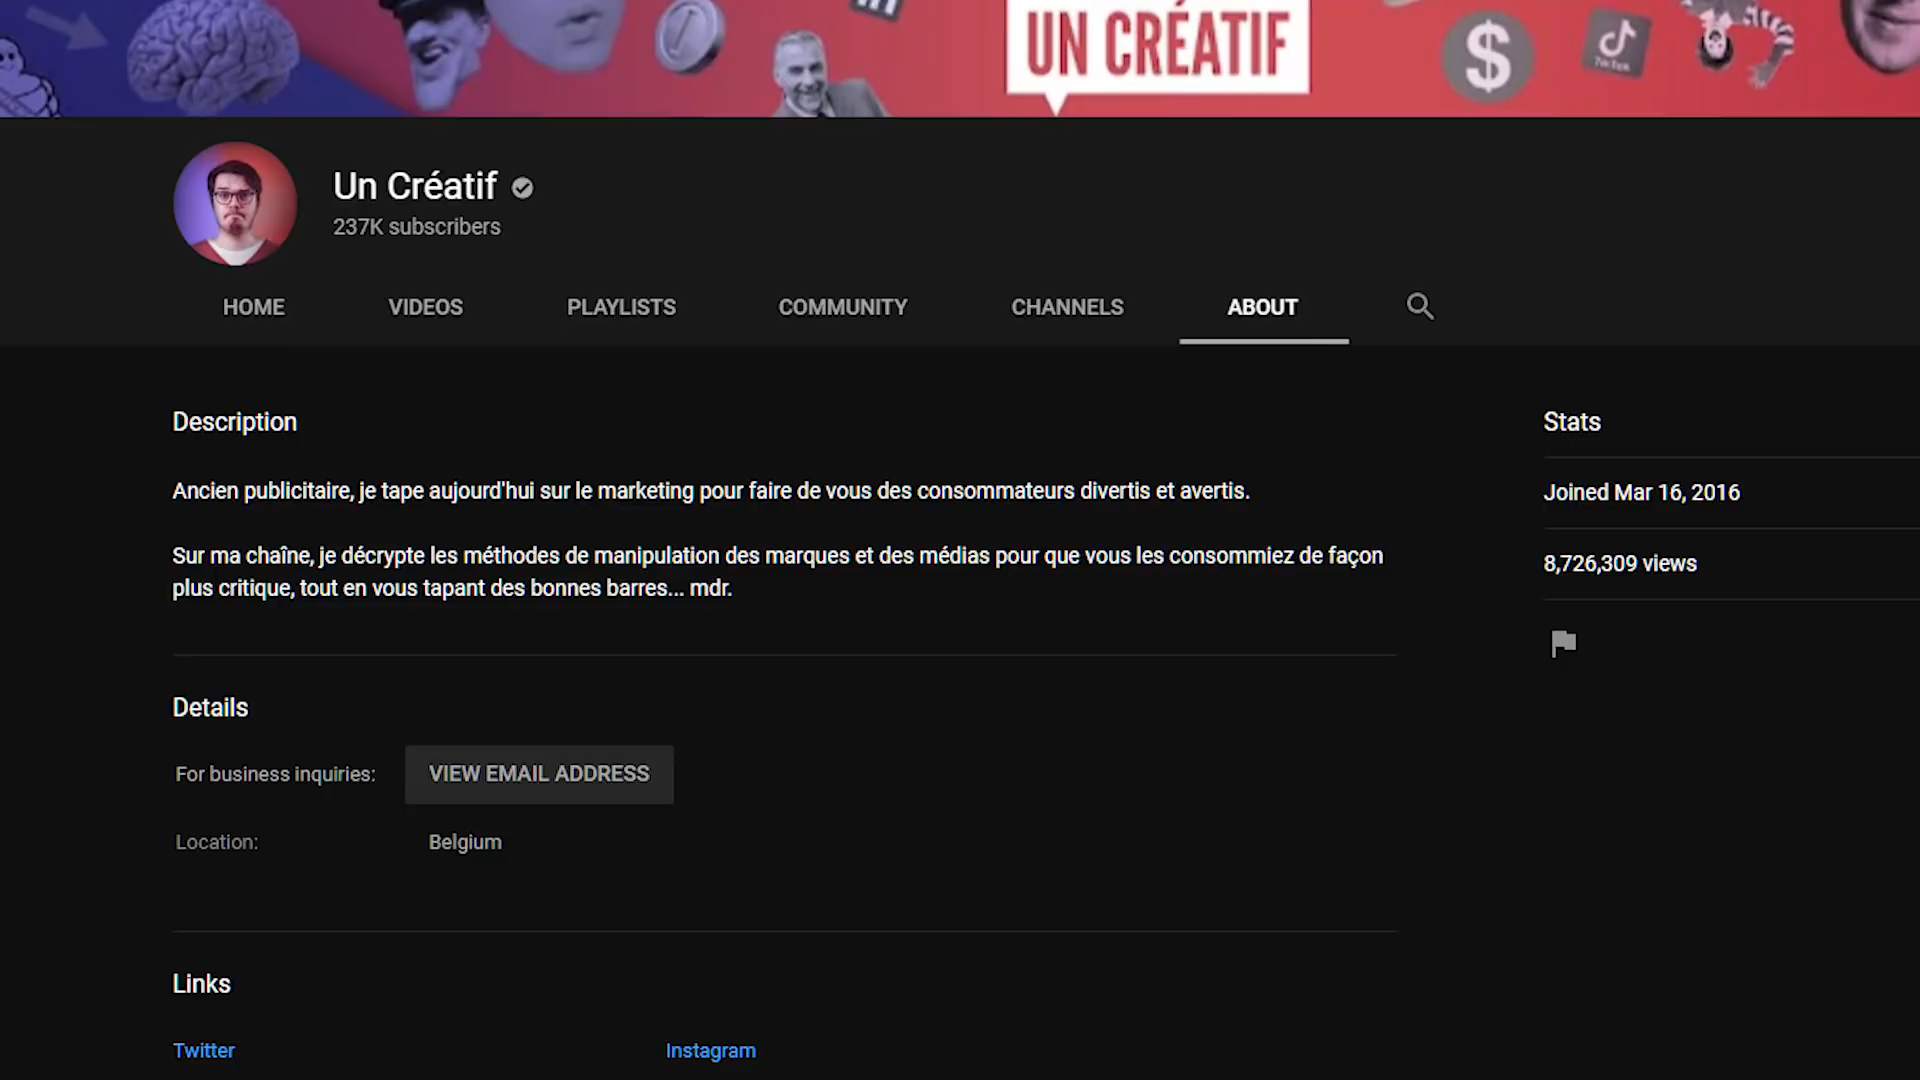 UN CRÉATIF
TikTok
Un Créatif
237K subscribers
HOME VIDEOS PLAYLISTS COMMUNITY CHANNELS ABOUT
Description
Stats
Ancien publicitaire, je tape aujourd'hui sur le marketing pour faire de vous des consommateurs divertis et avertis.
Joined Mar 16, 2016
Sur ma chaîne, je décrypte les méthodes de manipulation des marques et des médias pour que vous les consommiez de façon
plus critique, tout en vous tapant des bonnes barres... mdr.
8,726,309 views
Details
For business inquiries: VIEW EMAIL ADDRESS
Location: Belgium
Links
Twitter Instagram